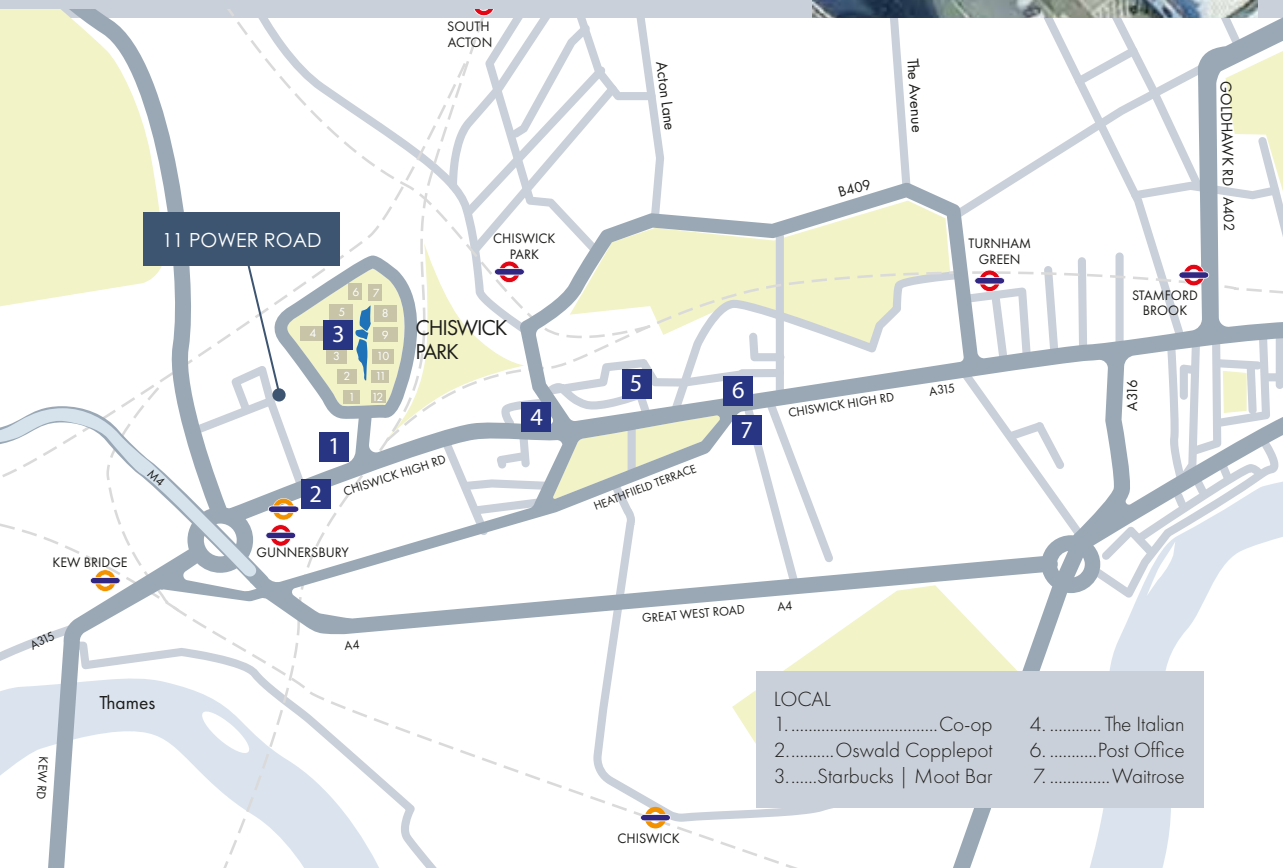 SOUTH
ACTON
Acton Lane
The Avenue
GOLDHAWK RD A402
B409
11 POWER ROAD
CHISWICK
PARK
TURNHAM
GREEN
STAMFORD
BROOK
6 7
5 8
4 3 9
3 10
2 11
1 12
CHISWICK
PARK
5
6
4
7
1
2
CHISWICK HIGH RD
A315
A316
CHISWICK HIGH RD
HEATHFIIELD TERRACE
M4
GUNNERSBURY
KEW BRIDGE
GREAT WEST ROAD A4
A315
A4
Thames
KEW RD
CHISWICK
LOCAL
1. ....................................Co-op
2...........Oswald Copplepot
3.......Starbucks | Moot Bar
4. ............The Italian
6. ...........Post Office
7. ..............Waitrose